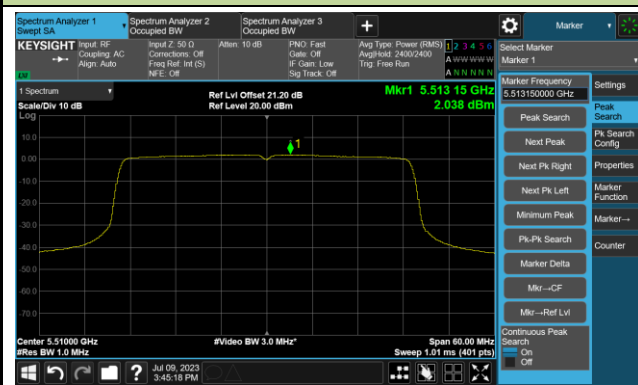 Spectrum Analyzer 1
Swept SA
Spectrum Analyzer 2
Occupied BW
Spectrum Analyzer 3
Occupied BW
Marker
KEYSIGHT
Input: RF
Coupling: AC
Align: Auto
Input Z: 50 Ω
Corrections: Off
Freq Ref: Int (S)
NFE: Off
Atten: 10 dB
PNO: Fast
Gate: Off
IF Gain: Low
Sig Track: Off
Avg Type: Power (RMS)
Avg|Hold: 2400/2400
Trig: Free Run
1 2 3 4 5 6
A W W W W W
A N N N N N
Select Marker
Marker 1
LXI
1 Spectrum
Scale/Div 10 dB
Log
Ref Lvl Offset 21.20 dB
Ref Level 20.00 dBm
Mkr1 5.513 15 GHz
2.038 dBm
10.0
0.00
-10.0
-20.0
-30.0
-40.0
-50.0
-60.0
-70.0
1
Center 5.51000 GHz
#Res BW 1.0 MHz
#Video BW 3.0 MHz*
Span 60.00 MHz
Sweep 1.01 ms (401 pts)
Marker Frequency
5.513150000 GHz
Peak Search
Next Peak
Next Pk Right
Next Pk Left
Minimum Peak
Pk-Pk Search
Marker Delta
Mkr→CF
Mkr→Ref Lvl
Continuous Peak
Search
On
Off
Settings
Peak
Search
Pk Search
Config
Properties
Marker
Function
Marker→
Counter
Jul 09, 2023
3:45:18 PM